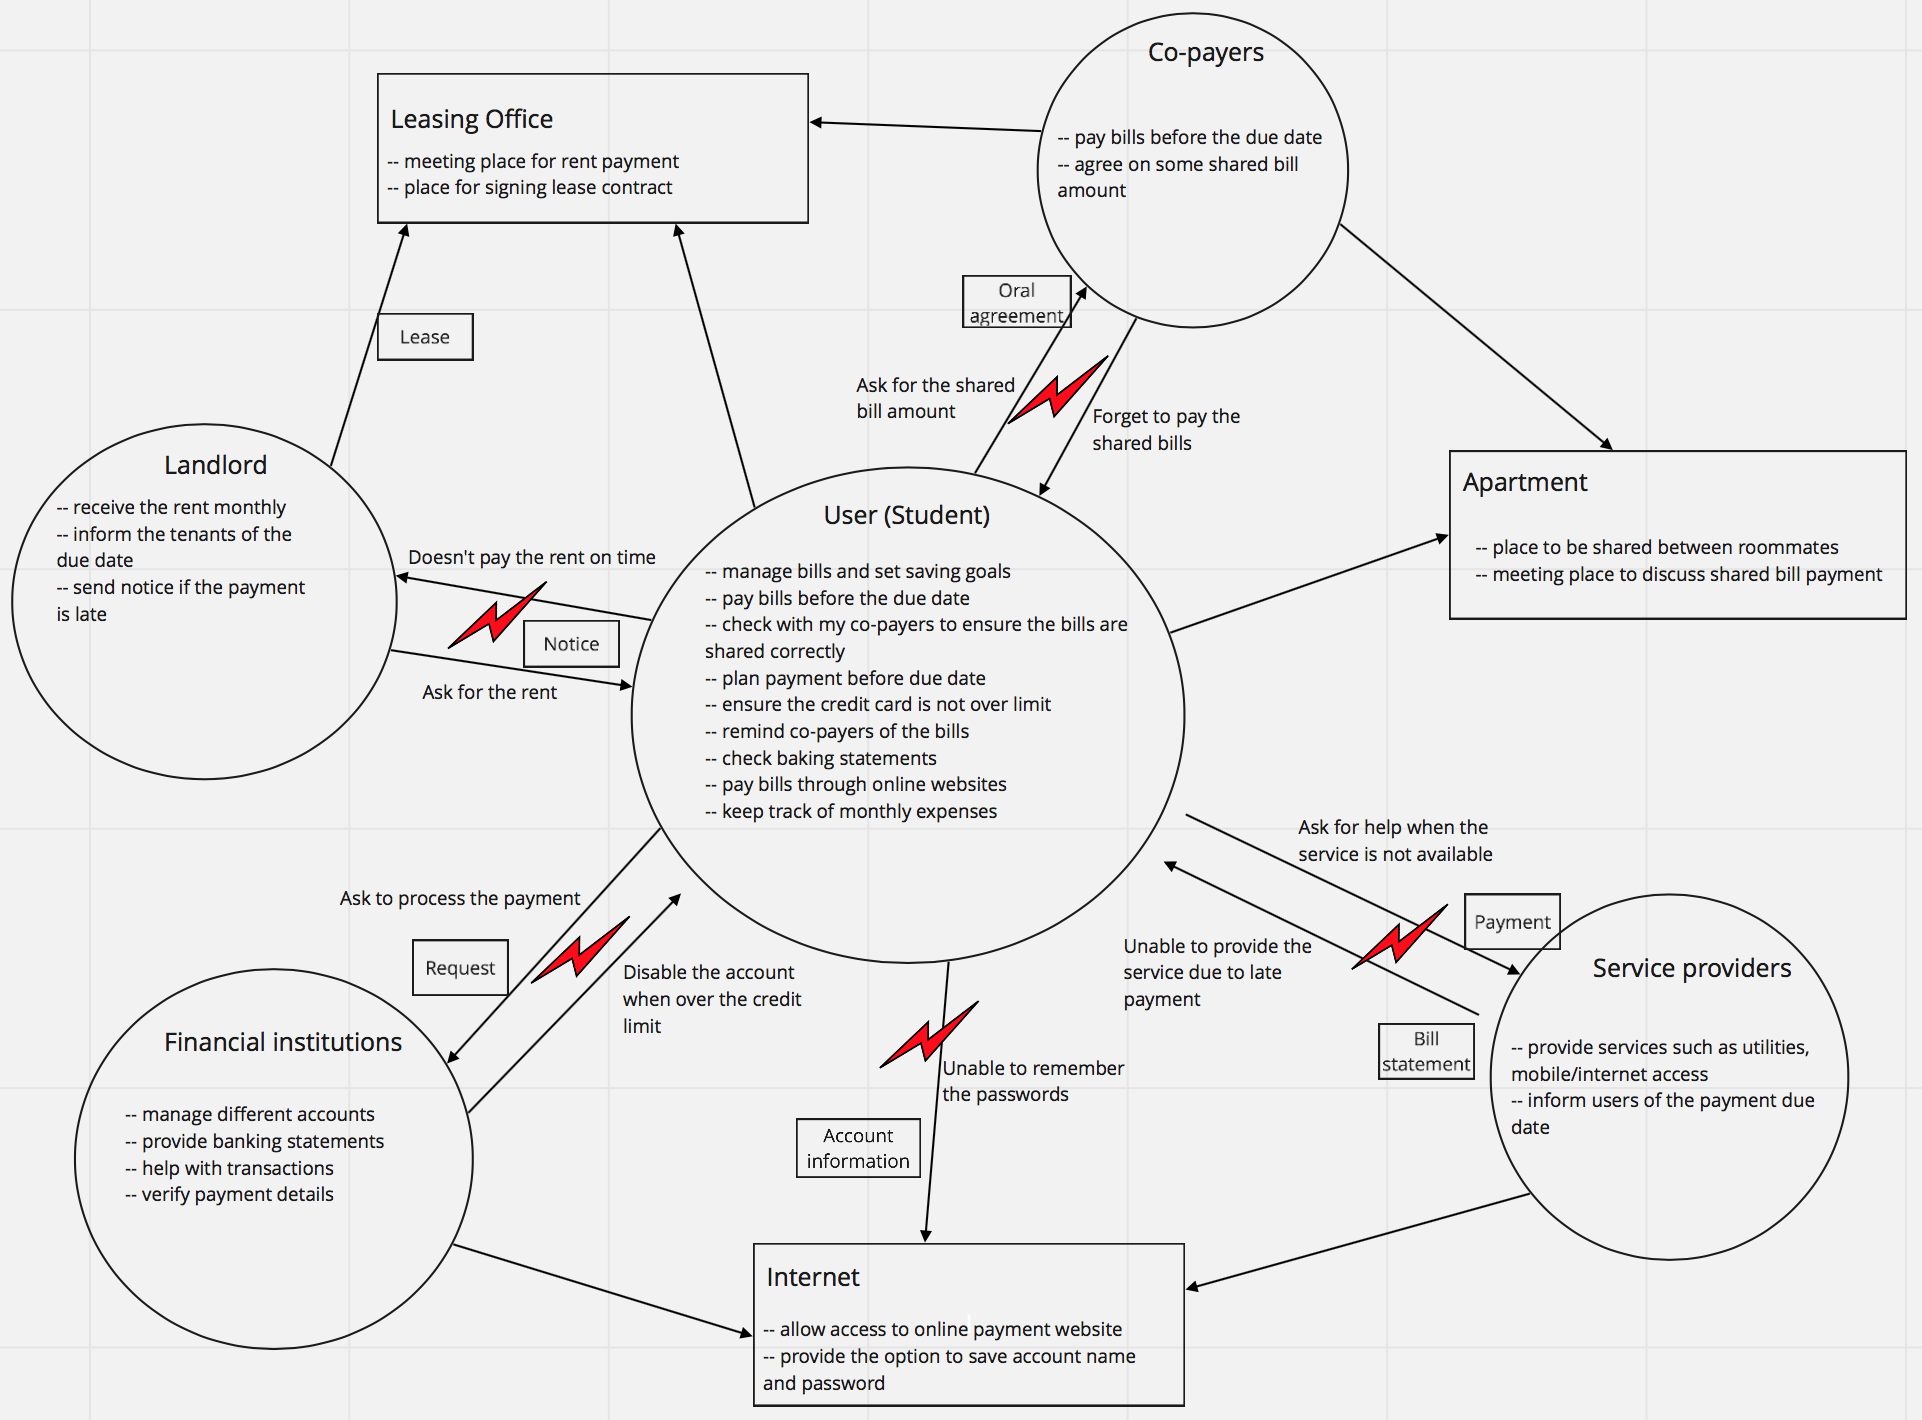 Co-payers
-- pay bills before the due date
-- agree on some shared bill
amount
Leasing Office
-- meeting place for rent payment
-- place for signing lease contract
Oral
agreement
Lease
Ask for the shared
bill amount
Forget to pay the
shared bills
Landlord
-- receive the rent monthly
-- inform the tenants of the
due date
-- send notice if the payment
is late
Doesn't pay the rent on time
Notice
Ask for the rent
User (Student)
-- manage bills and set saving goals
-- pay bills before the due date
-- check with my co-payers to ensure the bills are
shared correctly
-- plan payment before due date
-- ensure the credit card is not over limit
-- remind co-payers of the bills
-- check baking statements
-- pay bills through online websites
-- keep track of monthly expenses
Apartment
-- place to be shared between roommates
-- meeting place to discuss shared bill payment
Ask for help when the
service is not available
Payment
Unable to provide the
service due to late
payment
Bill
statement
Service providers
-- provide services such as utilities,
mobile/internet access
-- inform users of the payment due
date
Ask to process the payment
Request
Disable the account
when over the credit
limit
Financial institutions
-- manage different accounts
-- provide banking statements
-- help with transactions
-- verify payment details
Unable to remember
the passwords
Account
information
Internet
-- allow access to online payment website
-- provide the option to save account name
and password